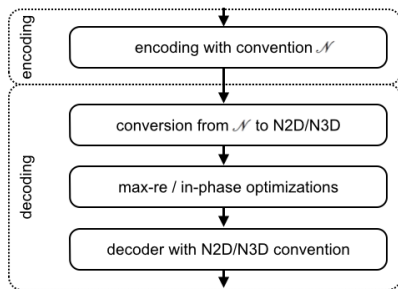 encoding
encoding with convention 𝒩
decoding
conversion from 𝒩 to N2D/N3D
max-re / in-phase optimizations
decoder with N2D/N3D convention